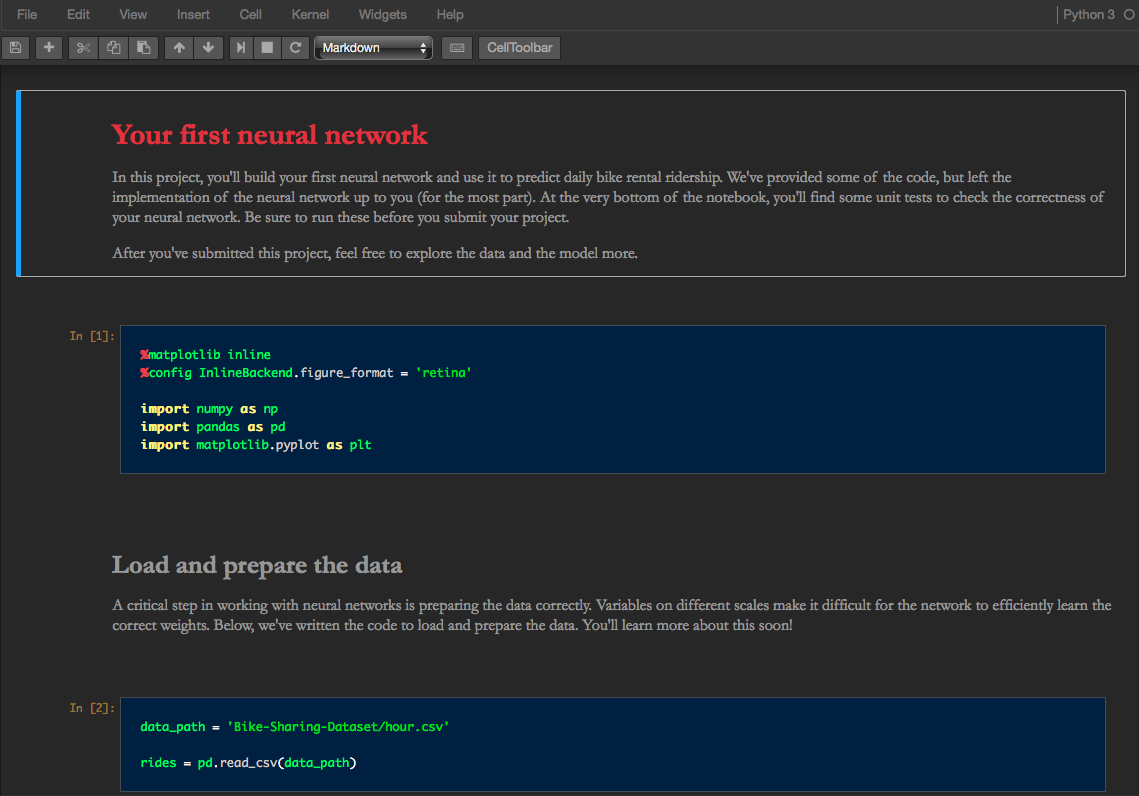 File Edit View Insert Cell Kernel Widgets Help Python 3
Markdown CellToolbar
Your first neural network
In this project, you'll build your first neural network and use it to predict daily bike rental ridership. We've provided some of the code, but left the
implementation of the neural network up to you (for the most part). At the very bottom of the notebook, you'll find some unit tests to check the correctness of
your neural network. Be sure to run these before you submit your project.
After you've submitted this project, feel free to explore the data and the model more.
In [1]:
%matplotlib inline
%config InlineBackend.figure_format = 'retina'
import numpy as np
import pandas as pd
import matplotlib.pyplot as plt
Load and prepare the data
A critical step in working with neural networks is preparing the data correctly. Variables on different scales make it difficult for the network to efficiently learn the
correct weights. Below, we've written the code to load and prepare the data. You'll learn more about this soon!
In [2]:
data_path = 'Bike-Sharing-Dataset/hour.csv'
rides = pd.read_csv(data_path)